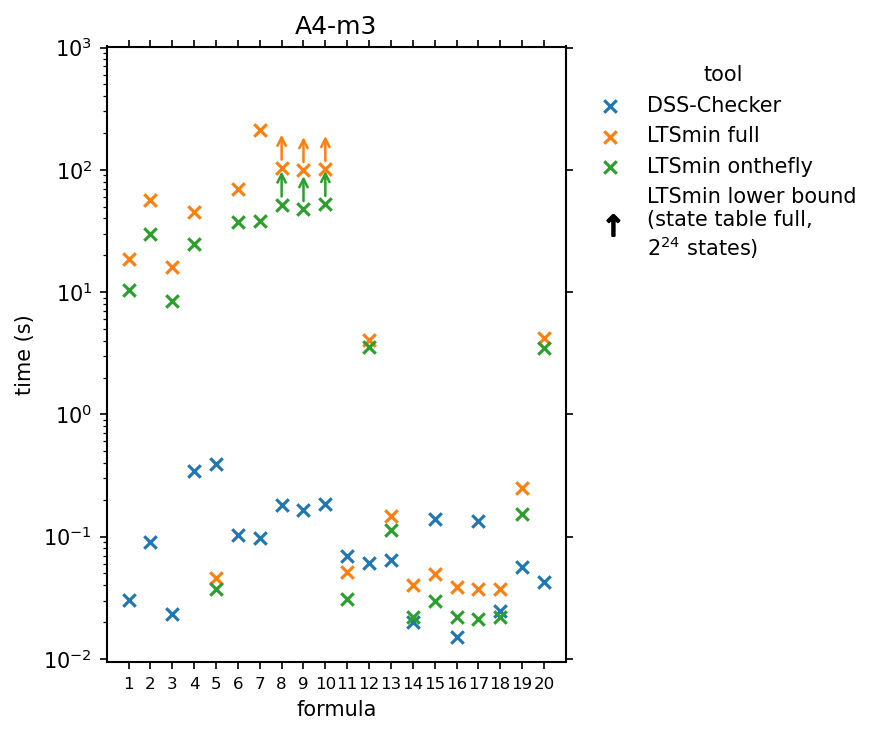 A4-m3
10³
10²
10¹
10⁰
10⁻¹
10⁻²
time (s)
1 2 3 4 5 6 7 8 9 10 11 12 13 14 15 16 17 18 19 20
formula
tool
DSS-Checker
LTSmin full
LTSmin onthefly
LTSmin lower bound
(state table full,
2²⁴ states)